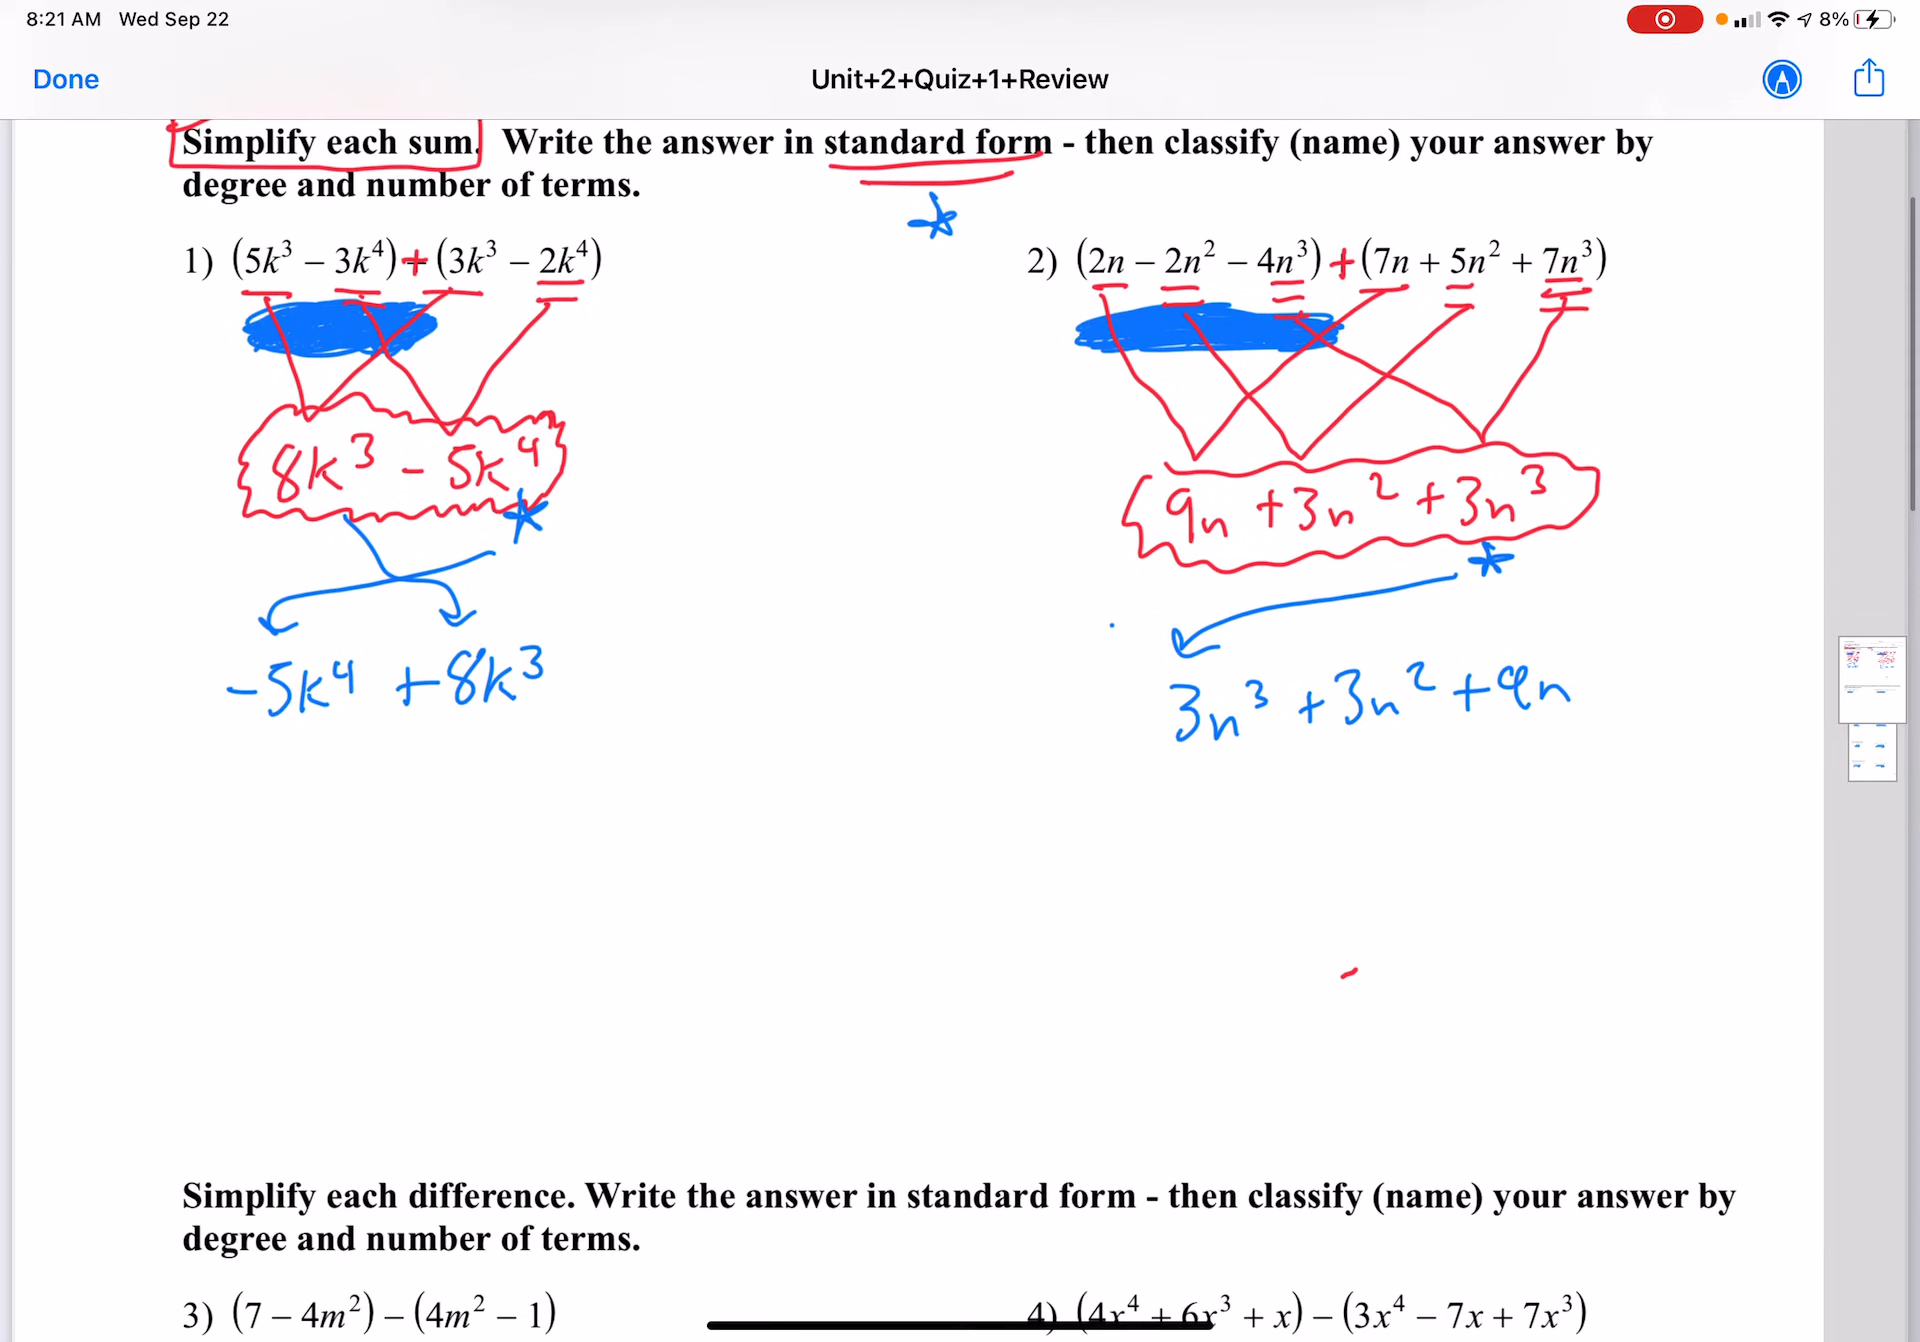 8:21 AM Wed Sep 22
8%
Done
Unit+2+Quiz+1+Review
Simplify each sum. Write the answer in standard form - then classify (name) your answer by
degree and number of terms.
1) (5k³ – 3k⁴) + (3k³ – 2k⁴)
2) (2n – 2n² – 4n³) + (7n + 5n² + 7n³)
8k³ - 5k⁴
9n + 3n² + 3n³
-5k⁴ + 8k³
3n³ + 3n² + 9n
Simplify each difference. Write the answer in standard form - then classify (name) your answer by
degree and number of terms.
3) (7 – 4m²) – (4m² – 1)
4) (4x⁴ + 6x³ + x) – (3x⁴ – 7x + 7x³)